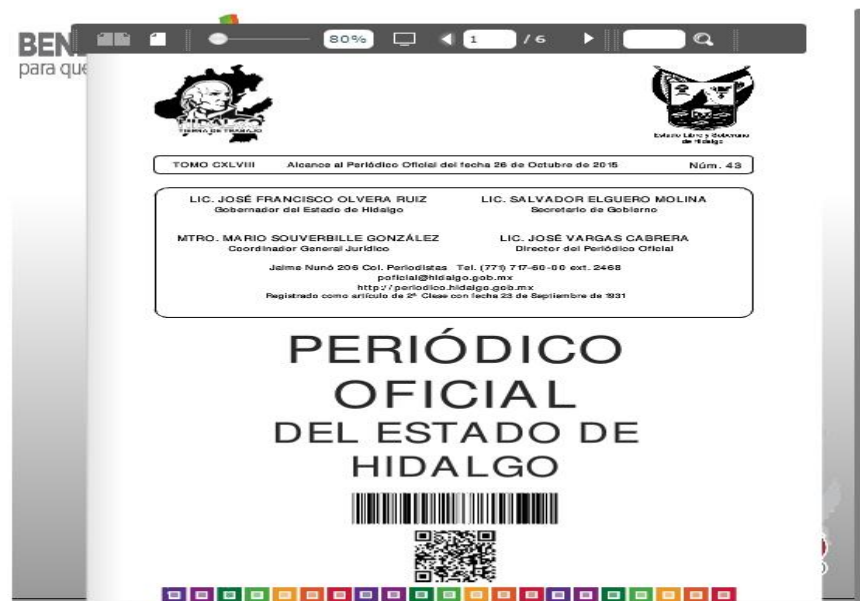 BEN
para que
80%
1
/ 6
HIDALGO
TIERRA DE TRABAJO
Estado Libre y Soberano
de Hidalgo
TOMO CXLVIII Alcance al Periódico Oficial del fecha 26 de Octubre de 2015 Núm. 43
LIC. JOSÉ FRANCISCO OLVERA RUIZ LIC. SALVADOR ELGUERO MOLINA
Gobernador del Estado de Hidalgo Secretario de Gobierno
MTRO. MARIO SOUVERBILLE GONZÁLEZ LIC. JOSÉ VARGAS CABRERA
Coordinador General Jurídico Director del Periódico Oficial
Jaime Nunó 206 Col. Periodistas Tel. (771) 717-60-00 ext. 2468
poficial@hidalgo.gob.mx
http://periodico.hidalgo.gob.mx
Registrado como artículo de 2ª Clase con fecha 23 de Septiembre de 1931
PERIÓDICO
OFICIAL
DEL ESTADO DE
HIDALGO